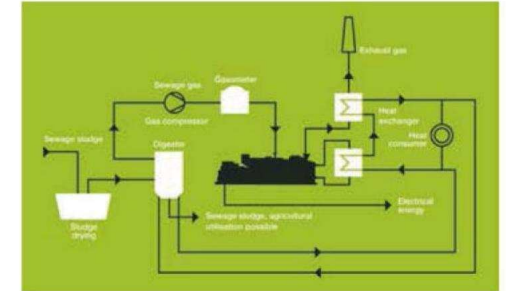 Exhaust gas
Sewage gas
Gasometer
Gas compressor
Heat
exchanger
Heat
consumer
Sewage sludge
Digester
Sludge
drying
Sewage sludge, agricultural
utilisation possible
Electrical
energy